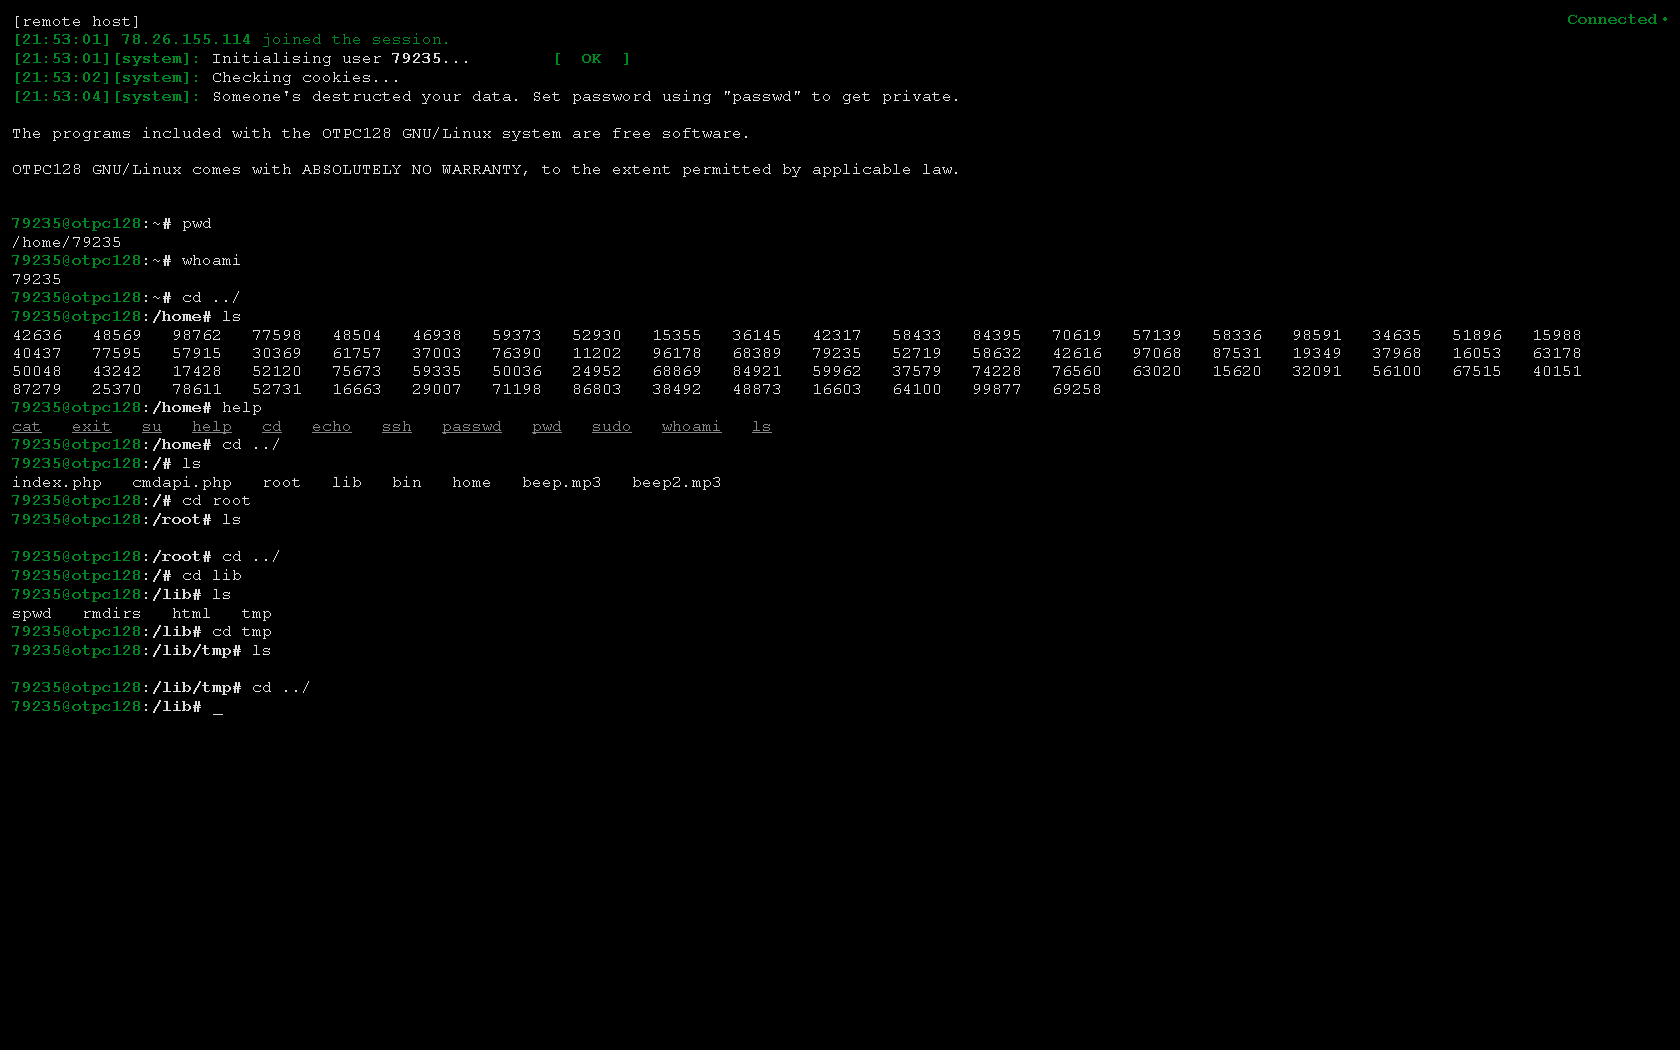 [remote host]
Connected •
[21:53:01] 78.26.155.114 joined the session.
[21:53:01][system]: Initialising user 79235... [ OK ]
[21:53:02][system]: Checking cookies...
[21:53:04][system]: Someone's destructed your data. Set password using "passwd" to get private.
The programs included with the OTPC128 GNU/Linux system are free software.
OTPC128 GNU/Linux comes with ABSOLUTELY NO WARRANTY, to the extent permitted by applicable law.
79235@otpc128:~# pwd
/home/79235
79235@otpc128:~# whoami
79235
79235@otpc128:~# cd ../
79235@otpc128:/home# ls
42636 48569 98762 77598 48504 46938 59373 52930 15355 36145 42317 58433 84395 70619 57139 58336 98591 34635 51896 15988
40437 77595 57915 30369 61757 37003 76390 11202 96178 68389 79235 52719 58632 42616 97068 87531 19349 37968 16053 63178
50048 43242 17428 52120 75673 59335 50036 24952 68869 84921 59962 37579 74228 76560 63020 15620 32091 56100 67515 40151
87279 25370 78611 52731 16663 29007 71198 86803 38492 48873 16603 64100 99877 69258
79235@otpc128:/home# help
cat exit su help cd echo ssh passwd pwd sudo whoami ls
79235@otpc128:/home# cd ../
79235@otpc128:/# ls
index.php cmdapi.php root lib bin home beep.mp3 beep2.mp3
79235@otpc128:/# cd root
79235@otpc128:/root# ls
79235@otpc128:/root# cd ../
79235@otpc128:/# cd lib
79235@otpc128:/lib# ls
spwd rmdirs html tmp
79235@otpc128:/lib# cd tmp
79235@otpc128:/lib/tmp# ls
79235@otpc128:/lib/tmp# cd ../
79235@otpc128:/lib# _